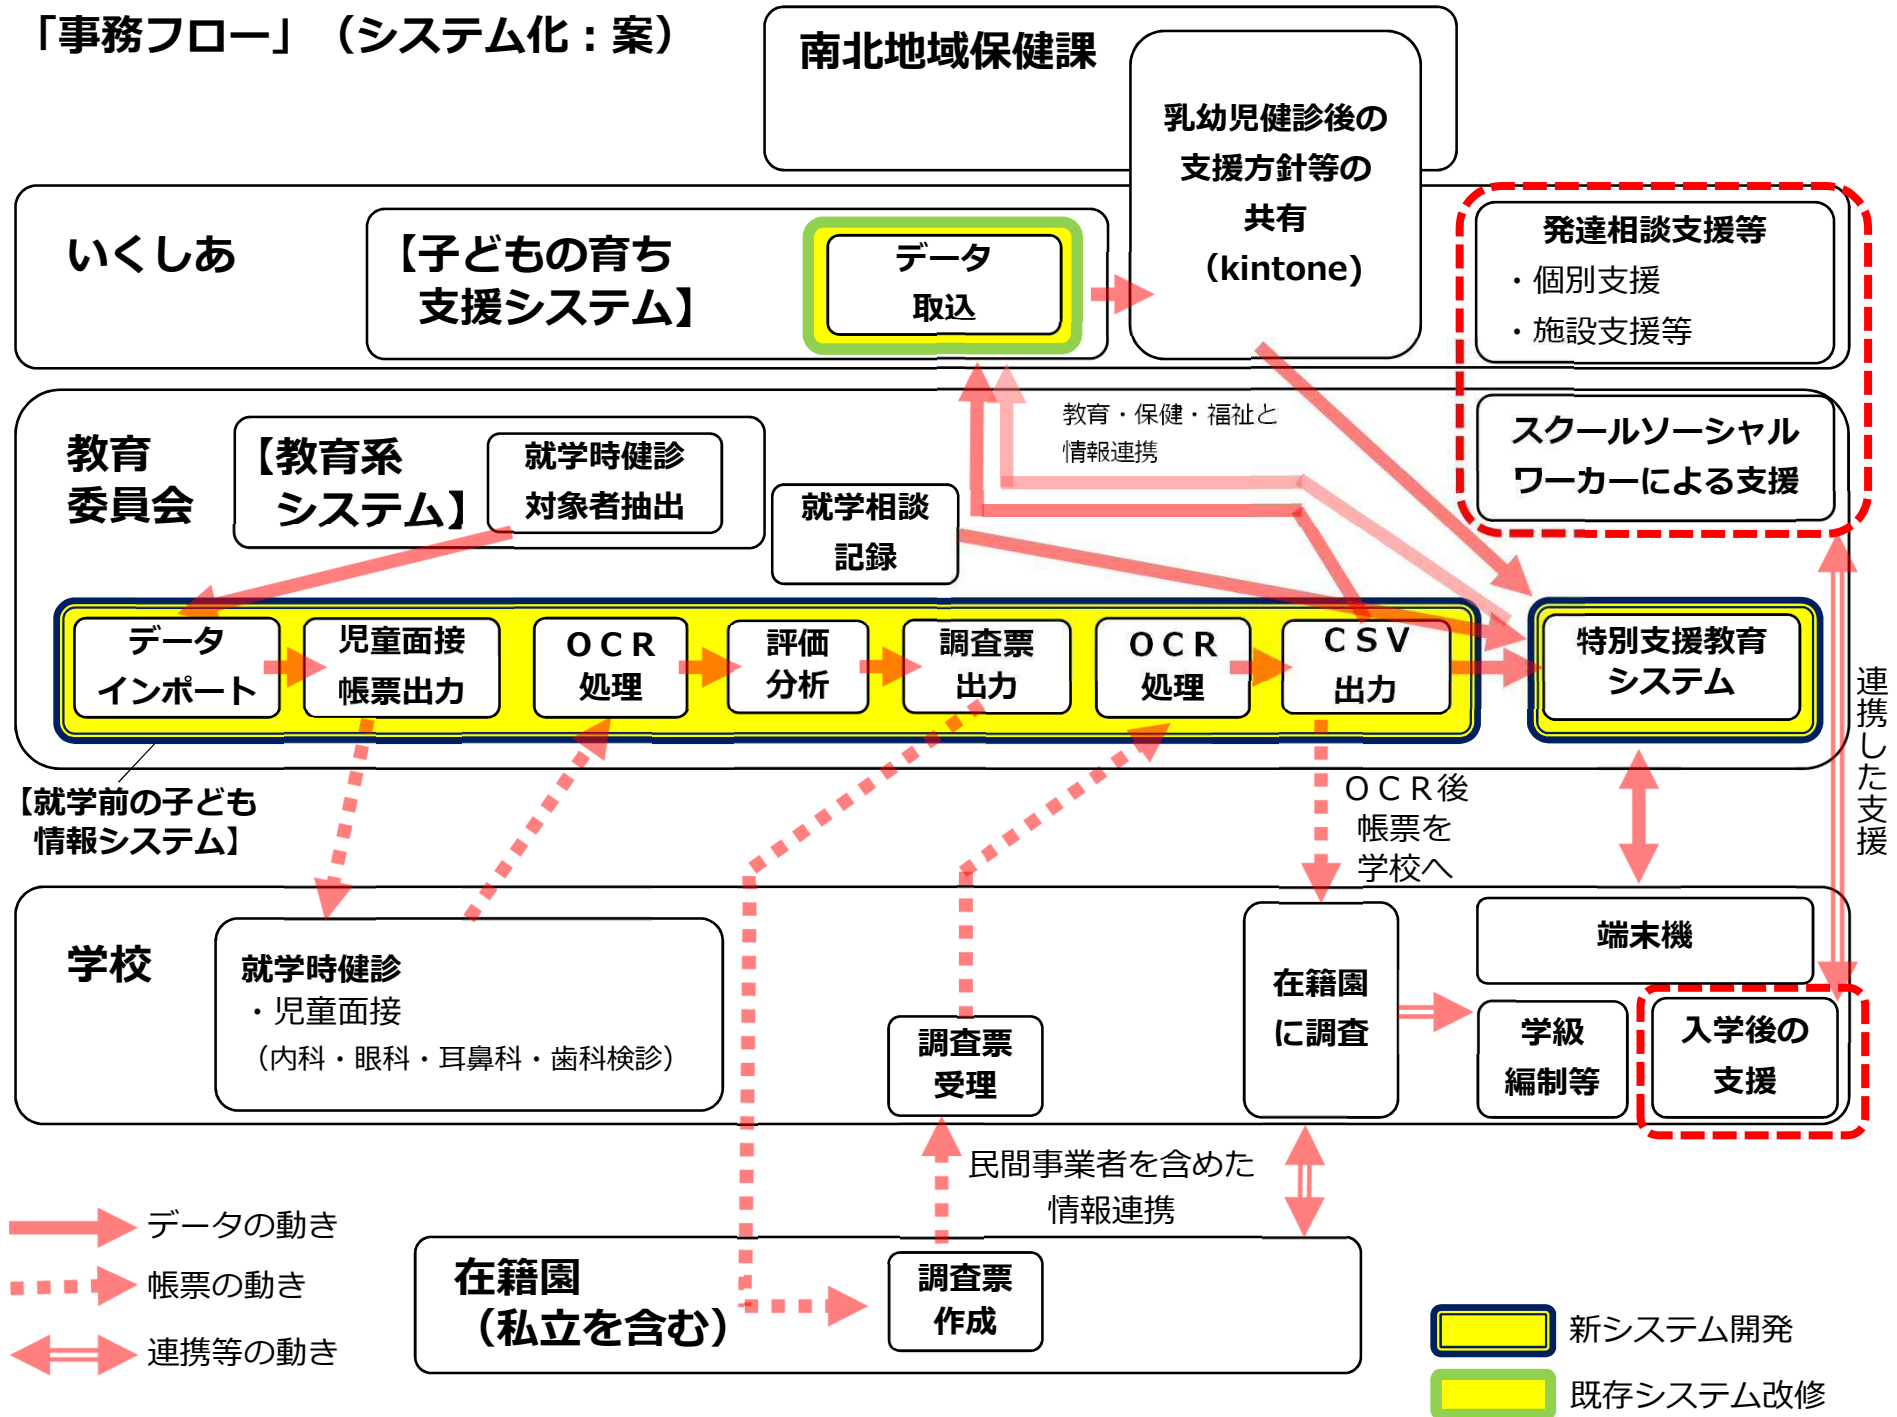 「事務フロー」（システム化：案）
南北地域保健課
乳幼児健診後の
支援方針等の
共有
（kintone)
いくしあ
【子どもの育ち
支援システム】
データ
取込
発達相談支援等
・個別支援
・施設支援等
教育・保健・福祉と
情報連携
教育
委員会
【教育系
システム】
就学時健診
対象者抽出
就学相談
記録
スクールソーシャル
ワーカーによる支援
データ
インポート
児童面接
帳票出力
ＯＣＲ
処理
評価
分析
調査票
出力
ＯＣＲ
処理
ＣＳＶ
出力
特別支援教育
システム
連携した支援
【就学前の子ども
情報システム】
ＯＣＲ後
帳票を
学校へ
学校
就学時健診
・児童面接
（内科・眼科・耳鼻科・歯科検診）
調査票
受理
在籍園
に調査
端末機
学級
編制等
入学後の
支援
民間事業者を含めた
情報連携
データの動き
帳票の動き
連携等の動き
在籍園
（私立を含む）
調査票
作成
新システム開発
既存システム改修